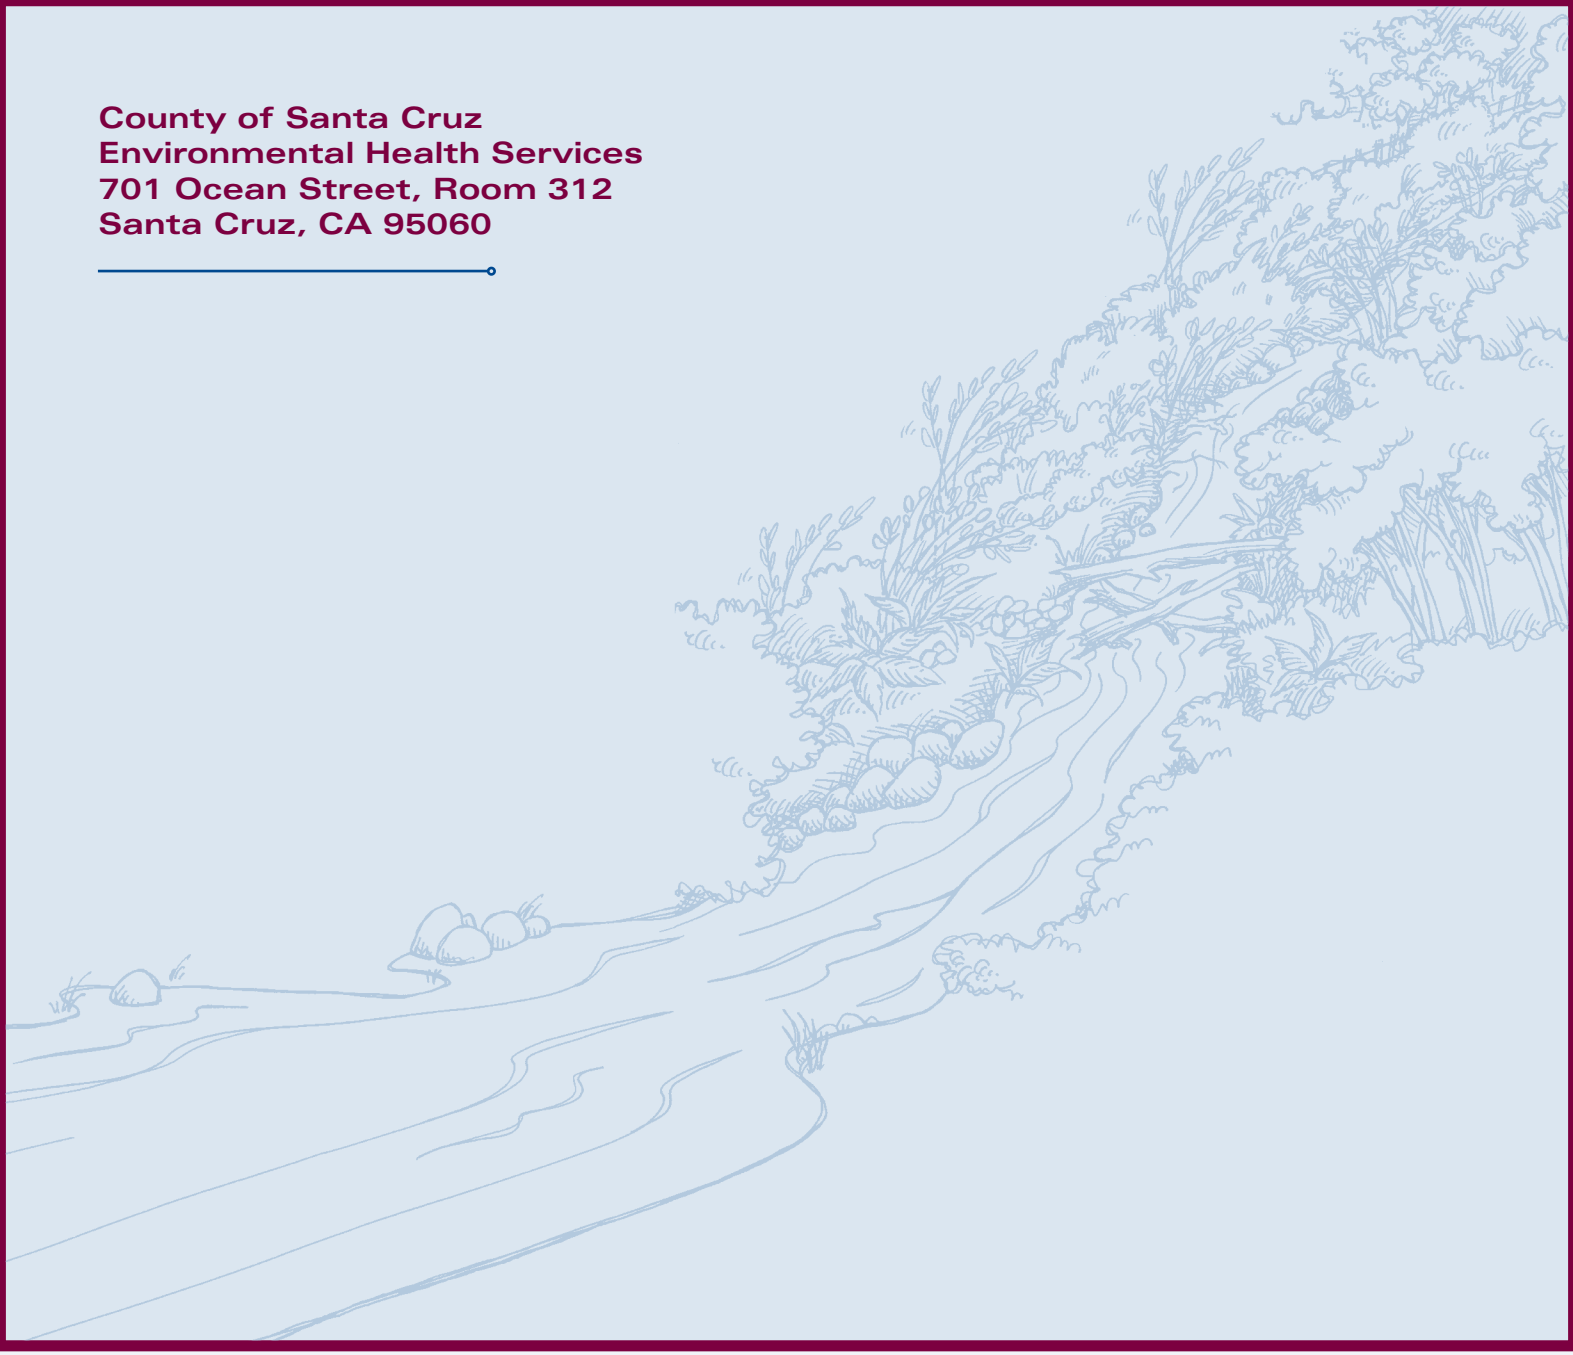 County of Santa Cruz
Environmental Health Services
701 Ocean Street, Room 312
Santa Cruz, CA 95060